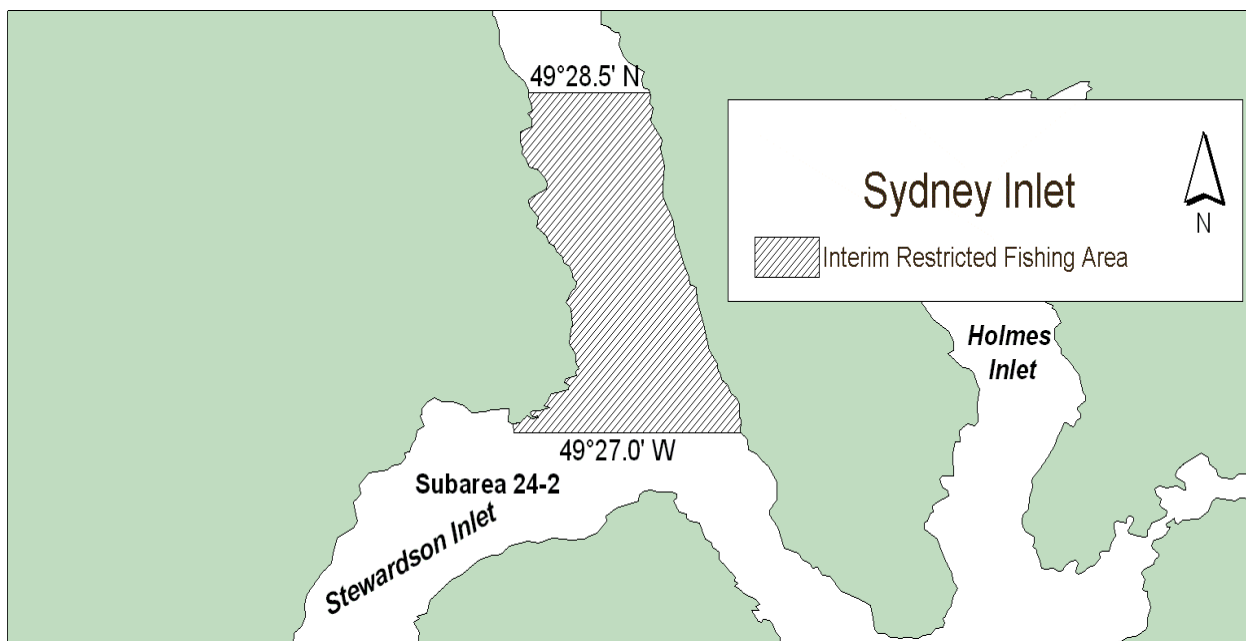 49°28.5' N
Sydney Inlet
N
Interim Restricted Fishing Area
Holmes
Inlet
49°27.0' W
Subarea 24-2
Stewardson Inlet